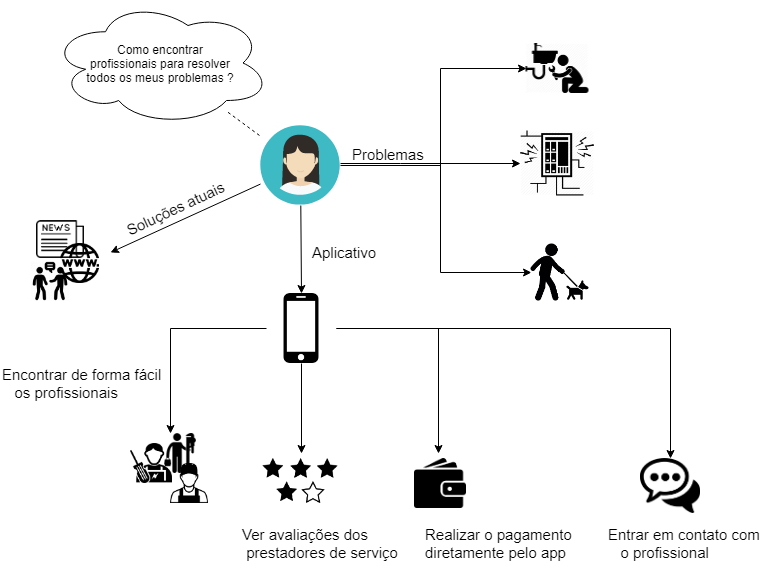 Como encontrar
profissionais para resolver
todos os meus problemas ?
Problemas
Soluções atuais
NEWS
WWW.
Aplicativo
Encontrar de forma fácil
os profissionais
Ver avaliações dos
prestadores de serviço
Realizar o pagamento
diretamente pelo app
Entrar em contato com
o profissional